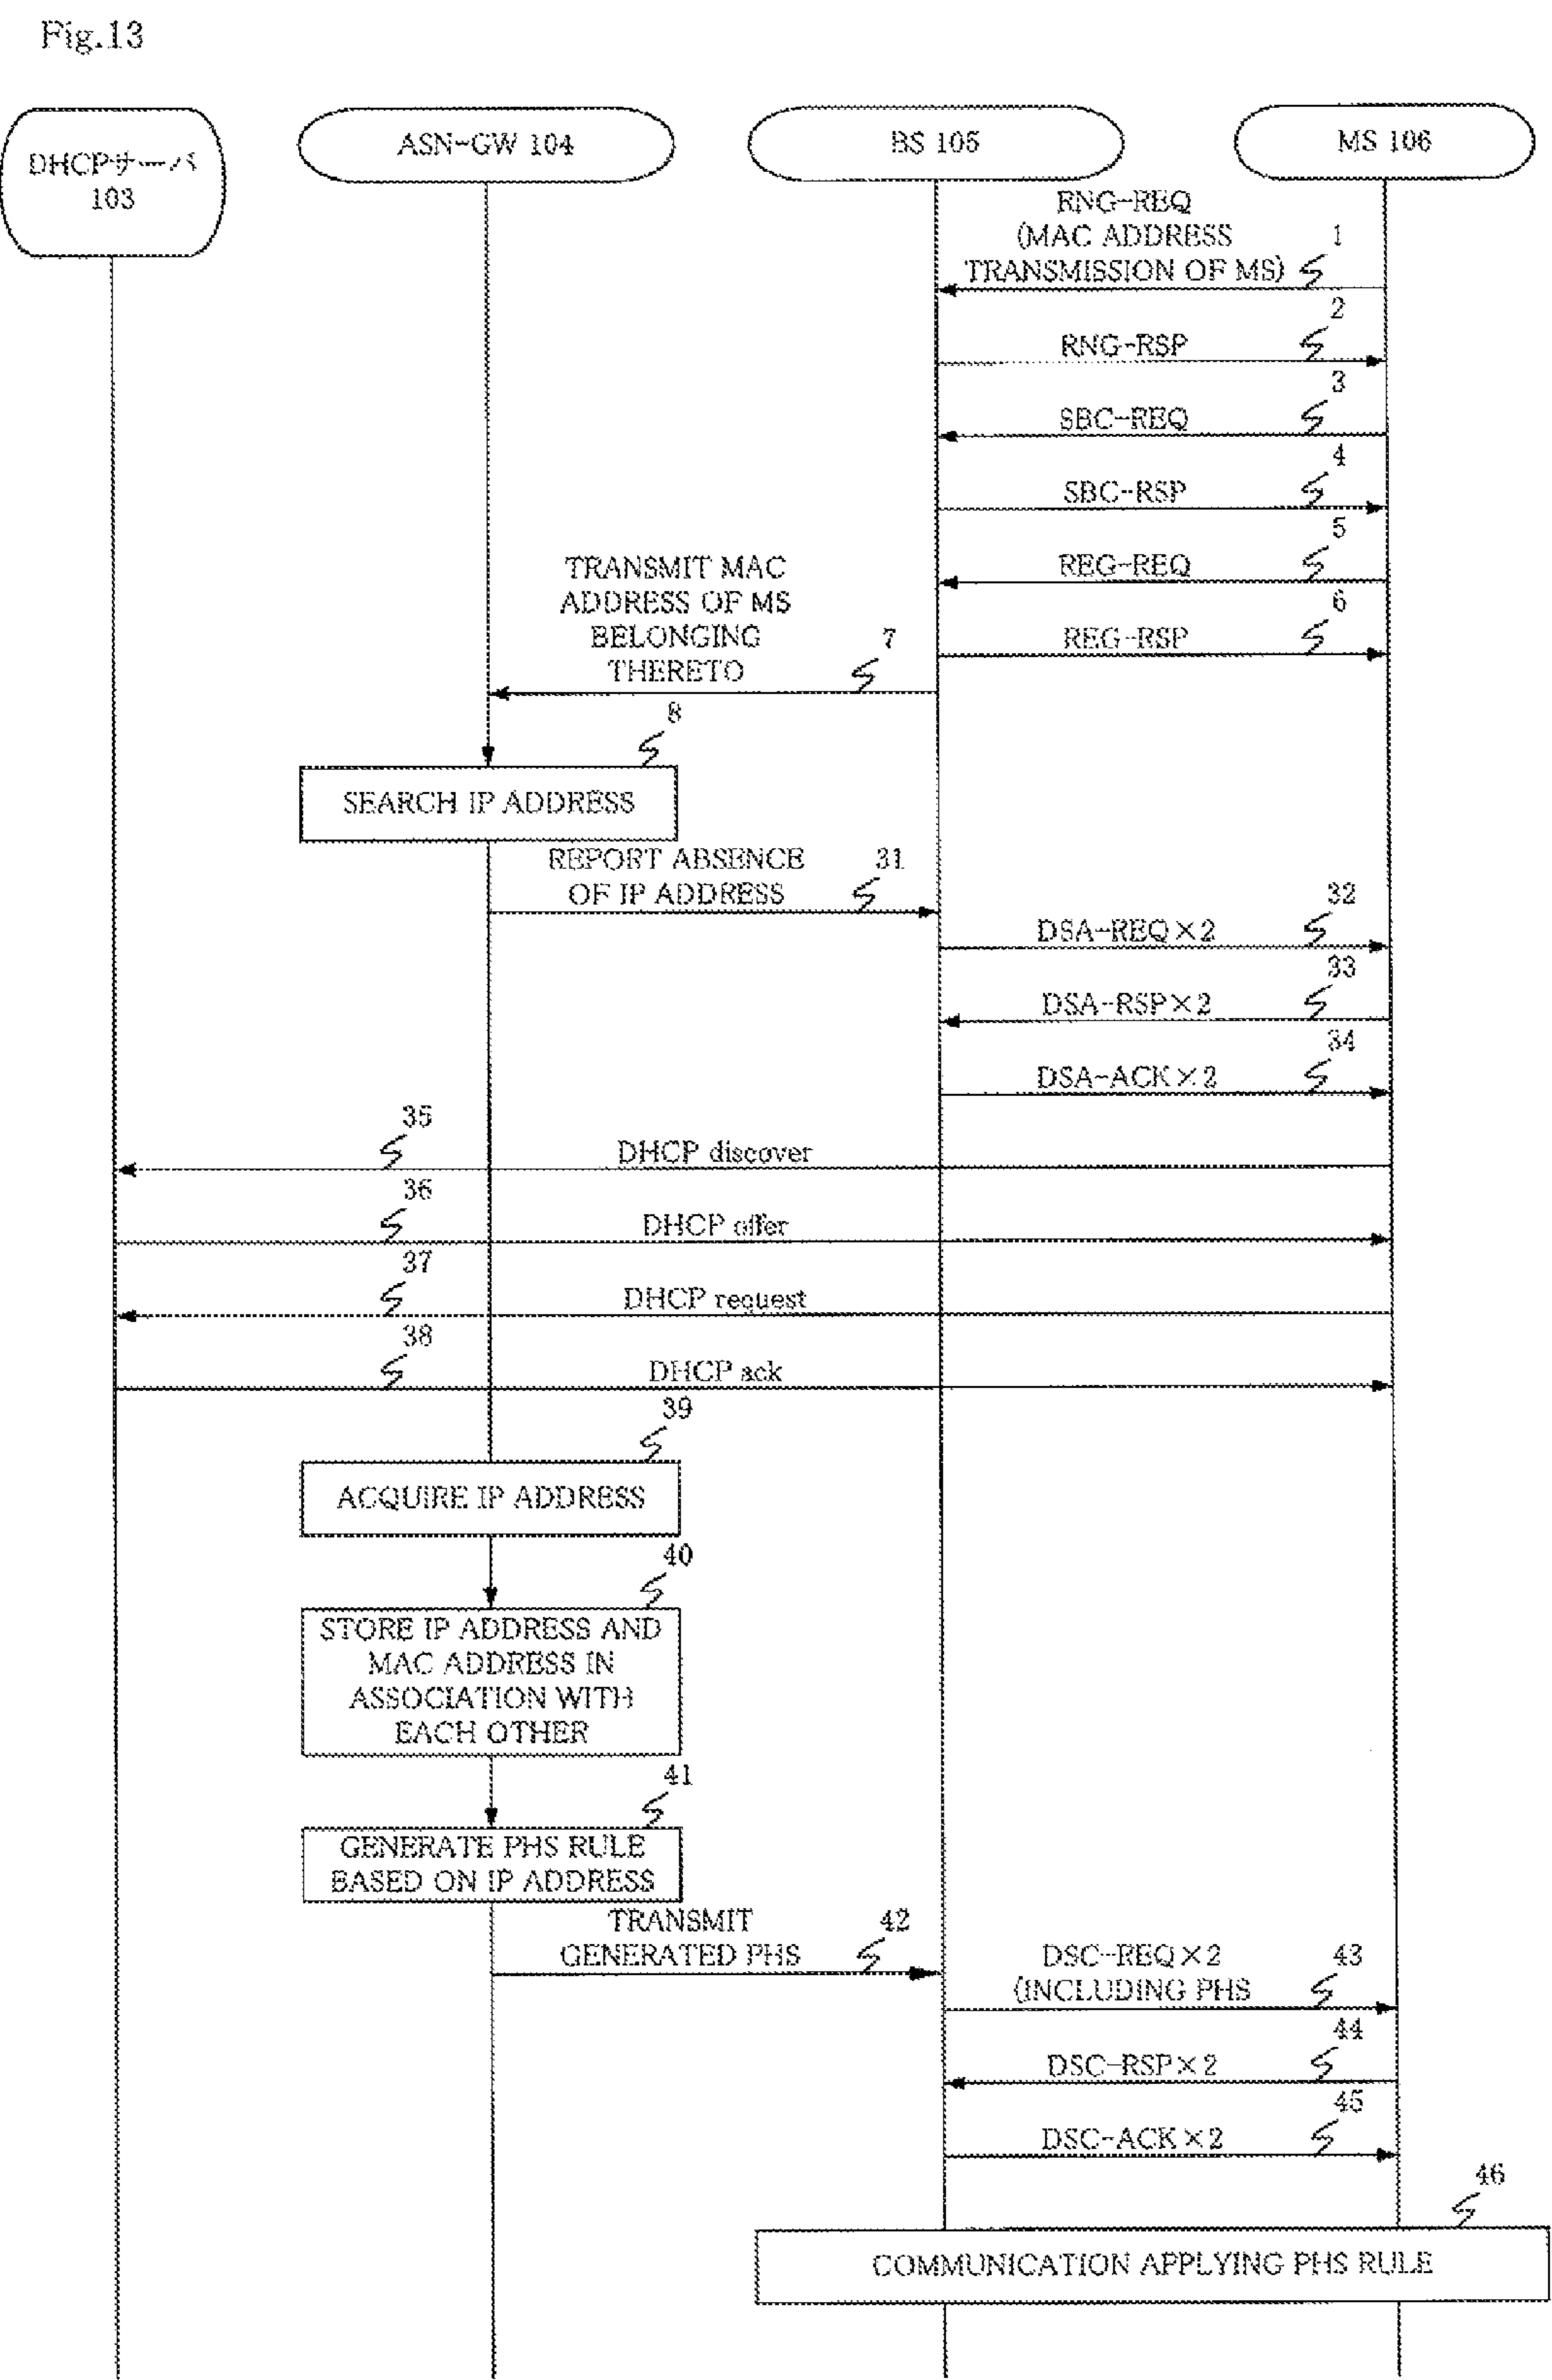 Fig.13
DHCPサーバ
103
ASN-GW 104
BS 105
MS 106
RNG-REQ
(MAC ADDRESS
TRANSMISSION OF MS)
1
RNG-RSP
2
SBC-REQ
3
SBC-RSP
4
REG-REQ
5
REG-RSP
6
TRANSMIT MAC
ADDRESS OF MS
BELONGING
THERETO
7
8
SEARCH IP ADDRESS
REPORT ABSENCE
OF IP ADDRESS
31
DSA-REQ×2
32
DSA-RSP×2
33
DSA-ACK×2
34
35
DHCP discover
36
DHCP offer
37
DHCP request
38
DHCP ack
39
ACQUIRE IP ADDRESS
40
STORE IP ADDRESS AND
MAC ADDRESS IN
ASSOCIATION WITH
EACH OTHER
41
GENERATE PHS RULE
BASED ON IP ADDRESS
TRANSMIT
GENERATED PHS
42
DSC-REQ×2
(INCLUDING PHS
43
DSC-RSP×2
44
DSC-ACK×2
45
46
COMMUNICATION APPLYING PHS RULE